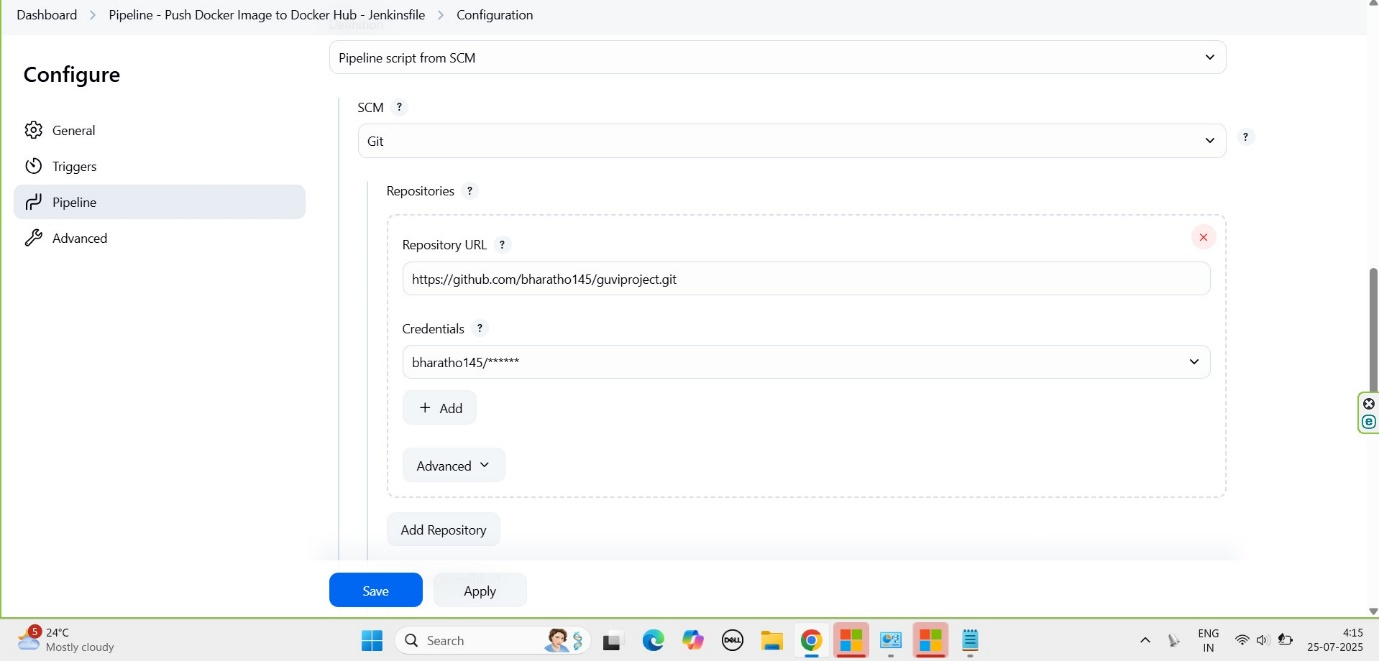 Dashboard > Pipeline - Push Docker Image to Docker Hub - Jenkinsfile > Configuration
Configure
General
Triggers
Pipeline
Advanced
Definition
Pipeline script from SCM
SCM ?
Git
?
Repositories ?
Repository URL ?
https://github.com/bharatho145/guviproject.git
Credentials ?
bharatho145/******
+ Add
Advanced
Add Repository
Save
Apply
5
24°C
Mostly cloudy
Search
DELL
ENG
IN
4:15
25-07-2025